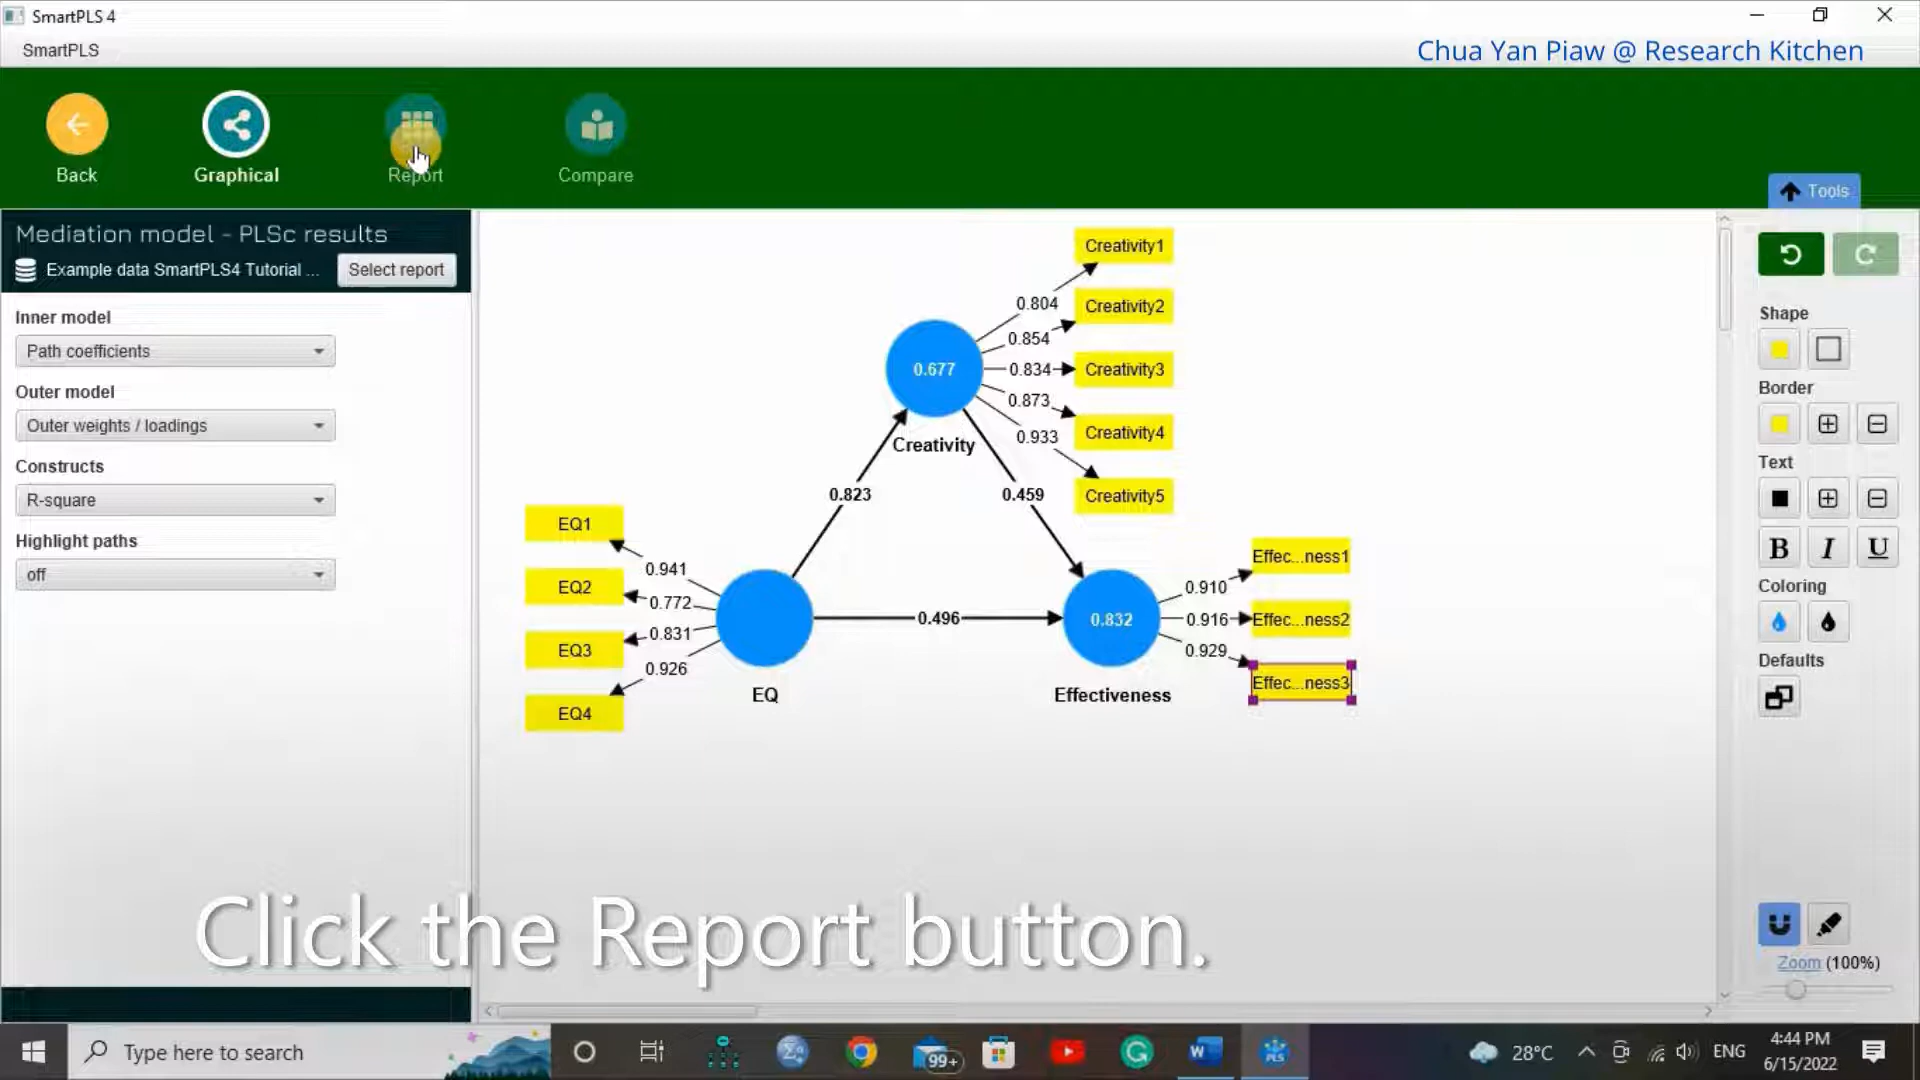 SmartPLS 4
SmartPLS
Chua Yan Piaw @ Research Kitchen
Back
Graphical
Report
Compare
Tools
Mediation model - PLSc results
Example data SmartPLS4 Tutorial ...
Select report
Inner model
Path coefficients
Outer model
Outer weights / loadings
Constructs
R-square
Highlight paths
off
Creativity1
0.804
Creativity2
0.854
0.677
0.834
Creativity3
0.873
Creativity4
0.933
Creativity
Creativity5
0.823
0.459
EQ1
0.941
EQ2
0.772
0.831
EQ3
0.926
EQ4
EQ
0.496
0.832
Effectiveness
Effec...ness1
0.910
0.916
Effec...ness2
0.929
Effec...ness3
Shape
Border
Text
B I U
Coloring
Defaults
Zoom (100%)
Click the Report button.
Type here to search
99+
W
PLS
28°C
ENG
4:44 PM
6/15/2022